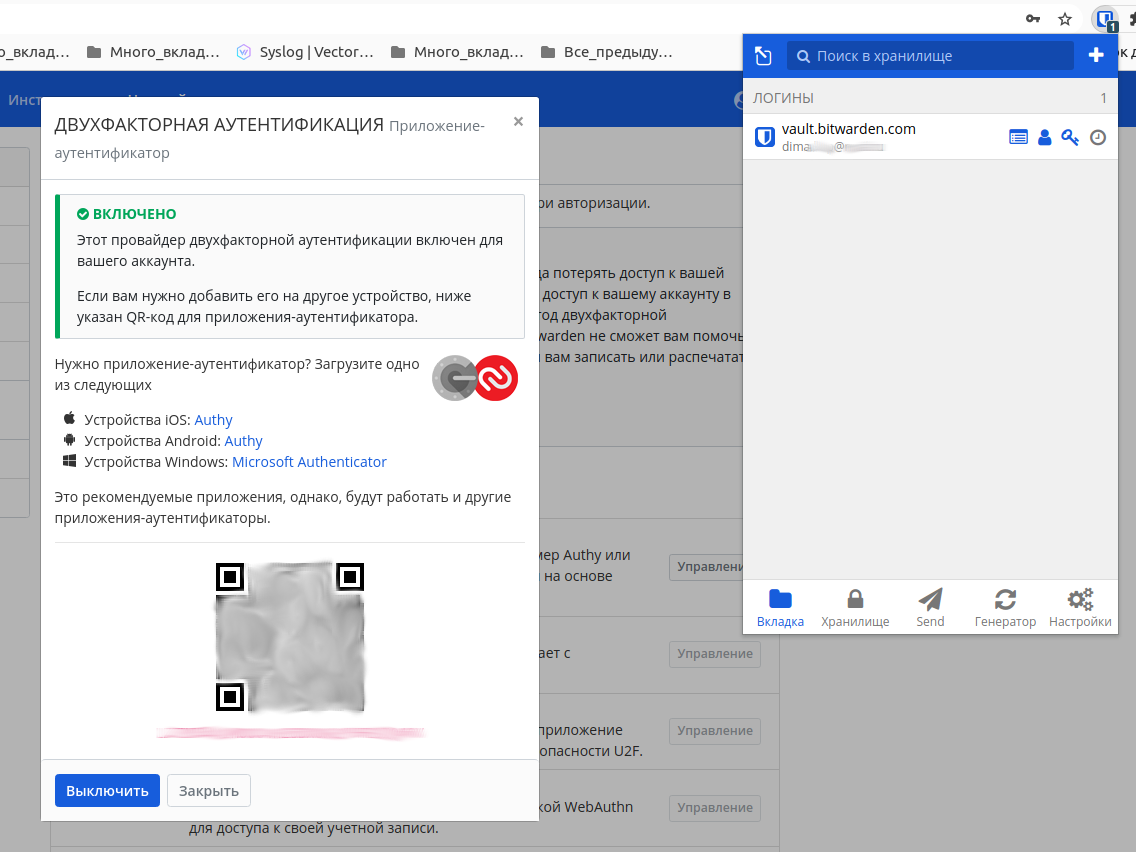 1
о_вклад…
Много_вклад…
Syslog | Vector…
Много_вклад…
Все_предыду…
Поиск в хранилище
ЛОГИНЫ 1
vault.bitwarden.com
dima
@
Вкладка
Хранилище
Send
Генератор
Настройки
ДВУХФАКТОРНАЯ АУТЕНТИФИКАЦИЯ Приложение-
аутентификатор
×
ВКЛЮЧЕНО
Этот провайдер двухфакторной аутентификации включен для
вашего аккаунта.
Если вам нужно добавить его на другое устройство, ниже
указан QR-код для приложения-аутентификатора.
Нужно приложение-аутентификатор? Загрузите одно
из следующих
Устройства iOS: Authy
Устройства Android: Authy
Устройства Windows: Microsoft Authenticator
Это рекомендуемые приложения, однако, будут работать и другие
приложения-аутентификаторы.
Выключить
Закрыть
ри авторизации.
да потерять доступ к вашей
доступ к вашему аккаунту в
тод двухфакторной
warden не сможет вам помочь
вам записать или распечатат
мер Authy или
на основе
Управлени
ает с
Управление
приложение
опасности U2F.
Управление
кой WebAuthn
для доступа к своей учетной записи.
Управление